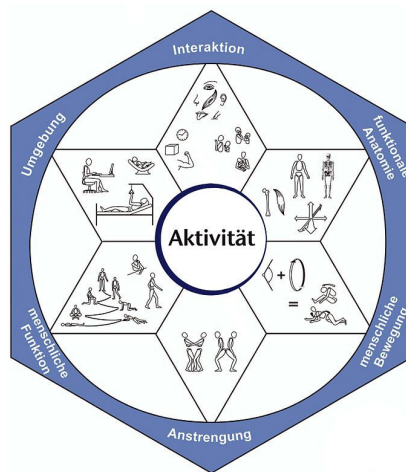 Interaktion
funktionale
Anatomie
menschliche
Bewegung
Anstrengung
menschliche
Funktion
Umgebung
Aktivität
+
=